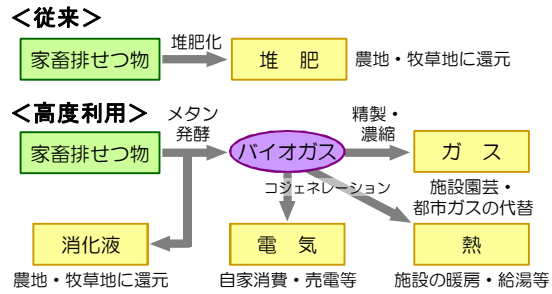 ＜従来＞
家畜排せつ物
堆肥化
堆　肥
農地・牧草地に還元
＜高度利用＞
家畜排せつ物
メタン
発酵
バイオガス
精製・
濃縮
ガ　ス
施設園芸・
都市ガスの代替
コジェネレーション
消化液
電　気
熱
農地・牧草地に還元
自家消費・売電等
施設の暖房・給湯等